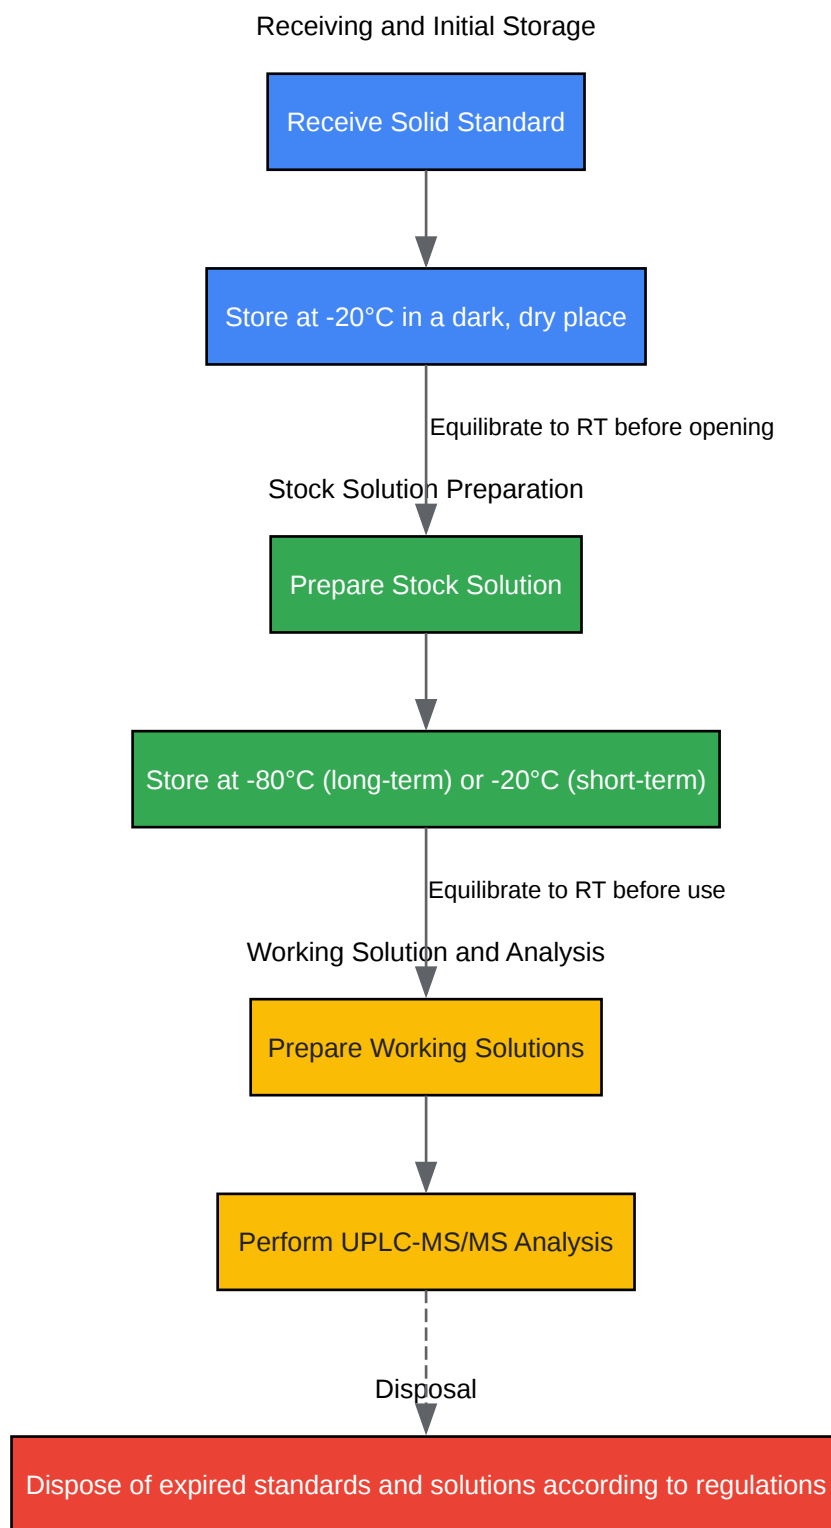 Receiving and Initial Storage
Receive Solid Standard
Store at -20°C in a dark, dry place
Equilibrate to RT before opening
Stock Solution Preparation
Prepare Stock Solution
Store at -80°C (long-term) or -20°C (short-term)
Equilibrate to RT before use
Working Solution and Analysis
Prepare Working Solutions
Perform UPLC-MS/MS Analysis
Disposal
Dispose of expired standards and solutions according to regulations